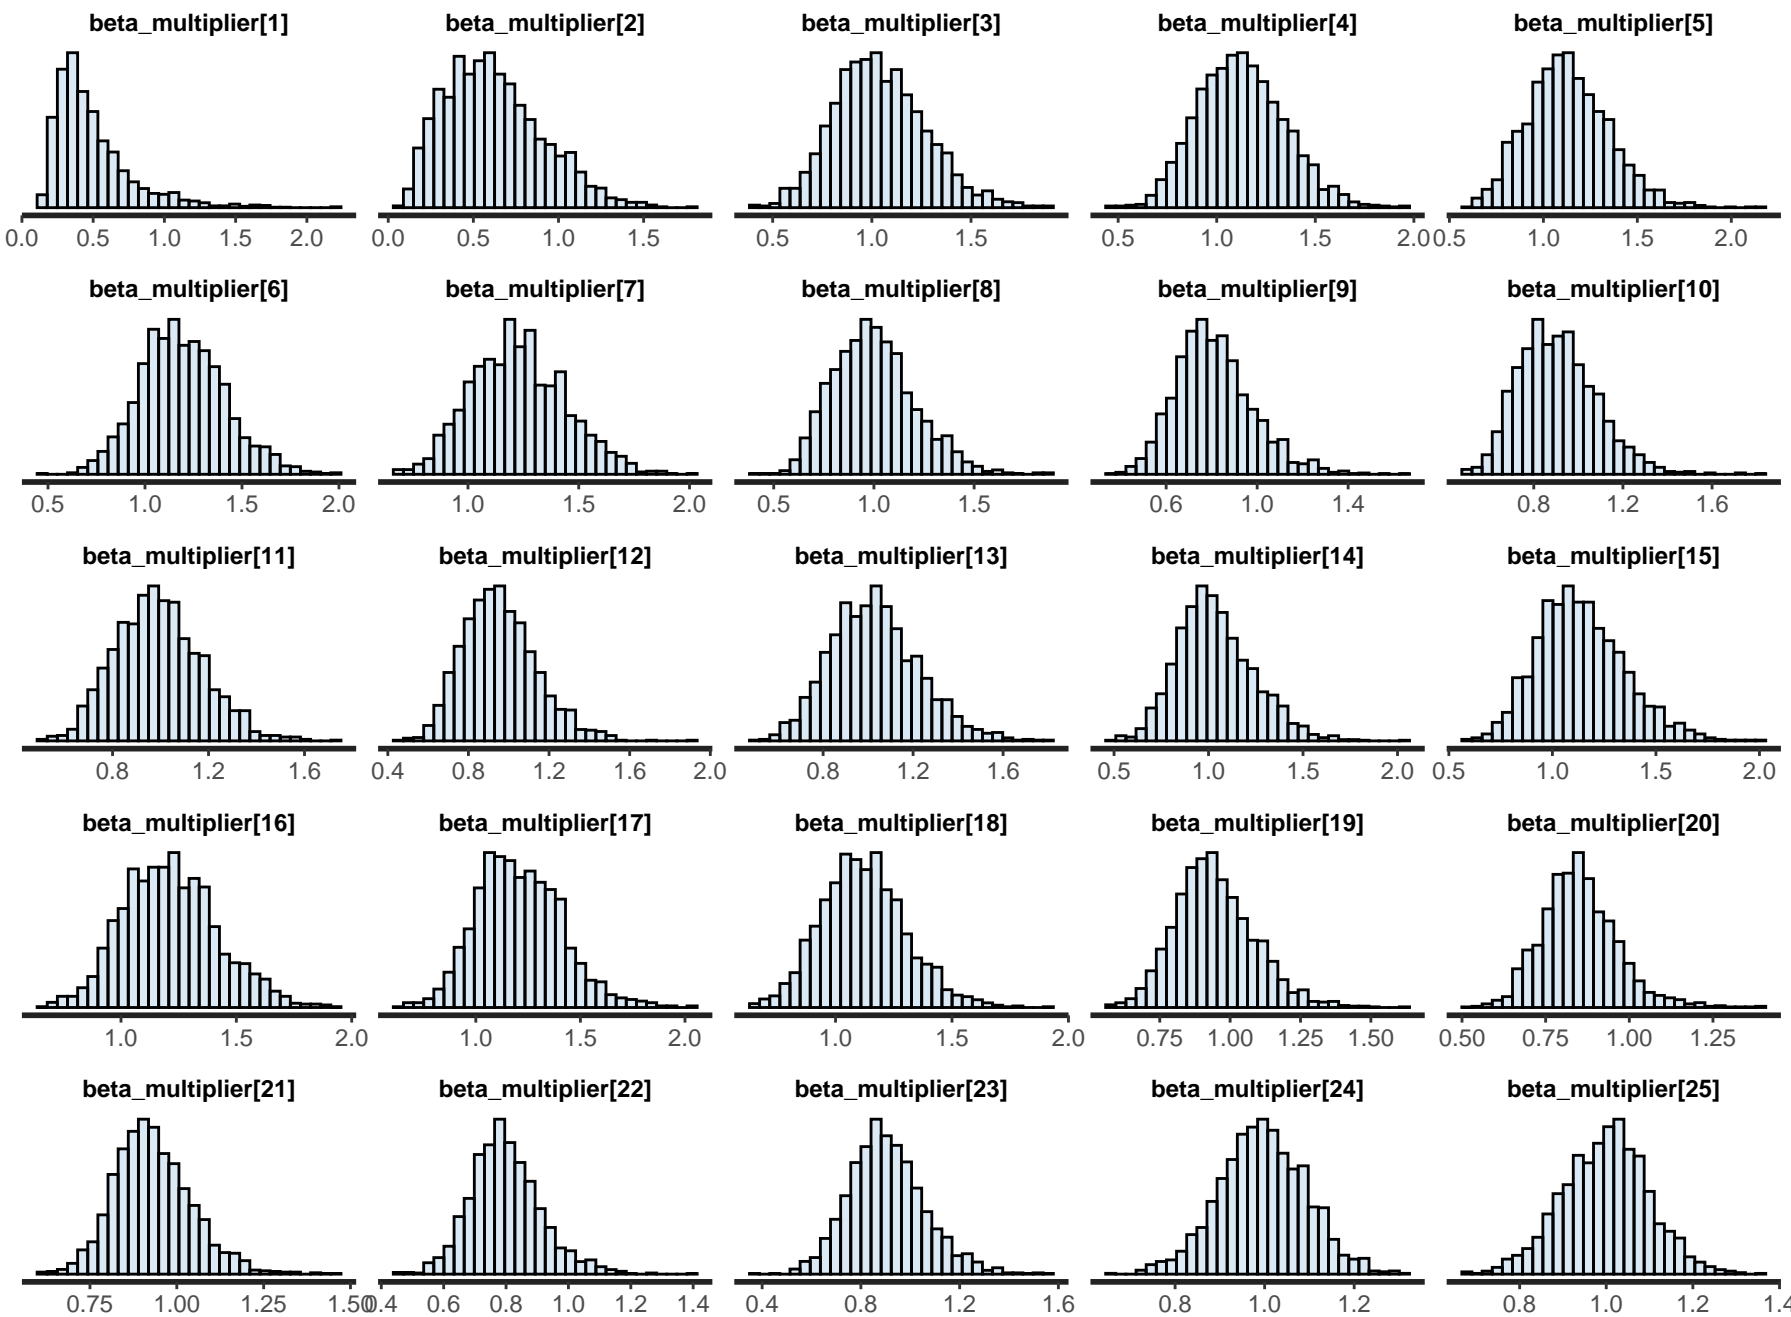 beta_multiplier[1] beta_multiplier[2] beta_multiplier[3] beta_multiplier[4] beta_multiplier[5]
0.0 0.5 1.0 1.5 2.0 0.0 0.5 1.0 1.5 0.5 1.0 1.5 0.5 1.0 1.5 2.0 0.5 1.0 1.5 2.0
beta_multiplier[6] beta_multiplier[7] beta_multiplier[8] beta_multiplier[9] beta_multiplier[10]
0.5 1.0 1.5 2.0 1.0 1.5 2.0 0.5 1.0 1.5 0.6 1.0 1.4 0.8 1.2 1.6
beta_multiplier[11] beta_multiplier[12] beta_multiplier[13] beta_multiplier[14] beta_multiplier[15]
0.8 1.2 1.6 0.4 0.8 1.2 1.6 2.0 0.8 1.2 1.6 0.5 1.0 1.5 2.0 0.5 1.0 1.5 2.0
beta_multiplier[16] beta_multiplier[17] beta_multiplier[18] beta_multiplier[19] beta_multiplier[20]
1.0 1.5 2.0 1.0 1.5 2.0 1.0 1.5 2.0 0.75 1.00 1.25 1.50 0.50 0.75 1.00 1.25
beta_multiplier[21] beta_multiplier[22] beta_multiplier[23] beta_multiplier[24] beta_multiplier[25]
0.75 1.00 1.25 1.50 0.4 0.6 0.8 1.0 1.2 1.4 0.4 0.8 1.2 1.6 0.8 1.0 1.2 0.8 1.0 1.2 1.4